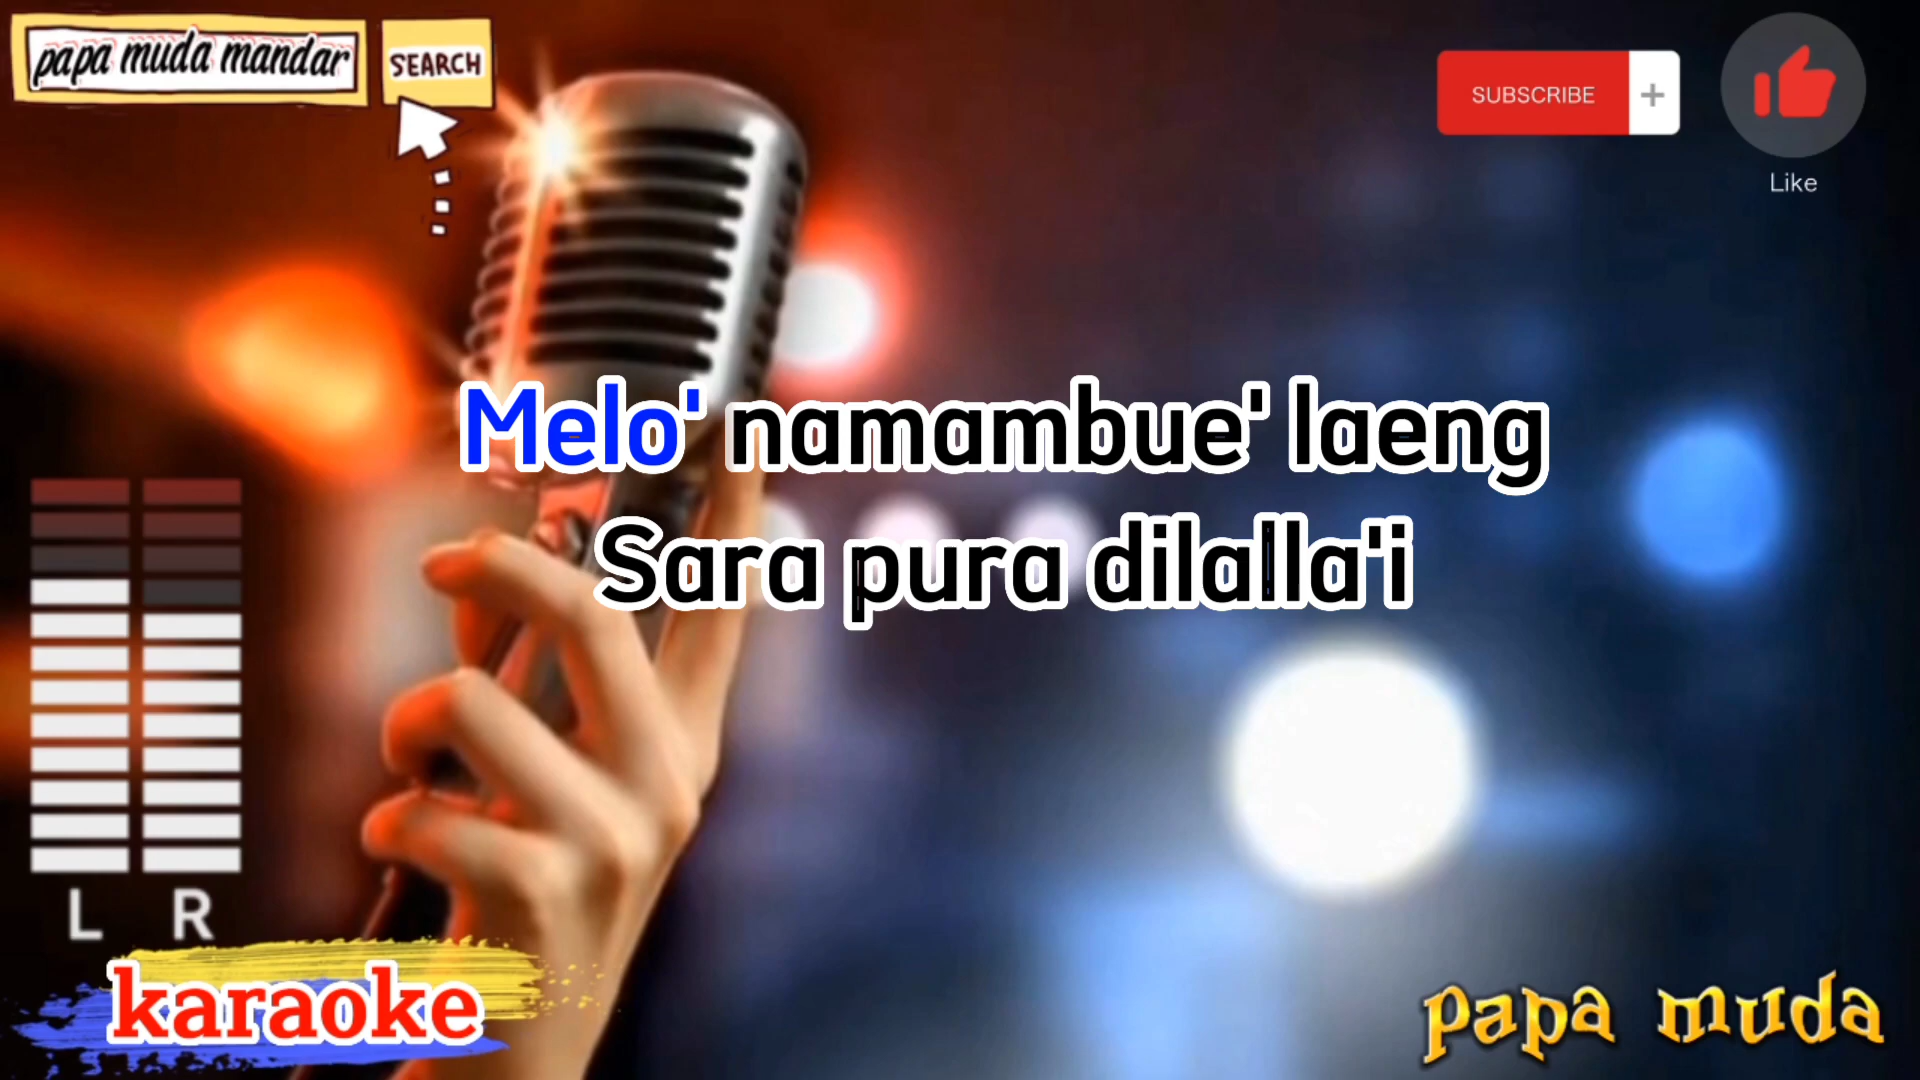 papa muda mandar
SEARCH
SUBSCRIBE +
Like
Melo' namambue' laeng
Sara pura dilalla'i
L R
karaoke
papa muda